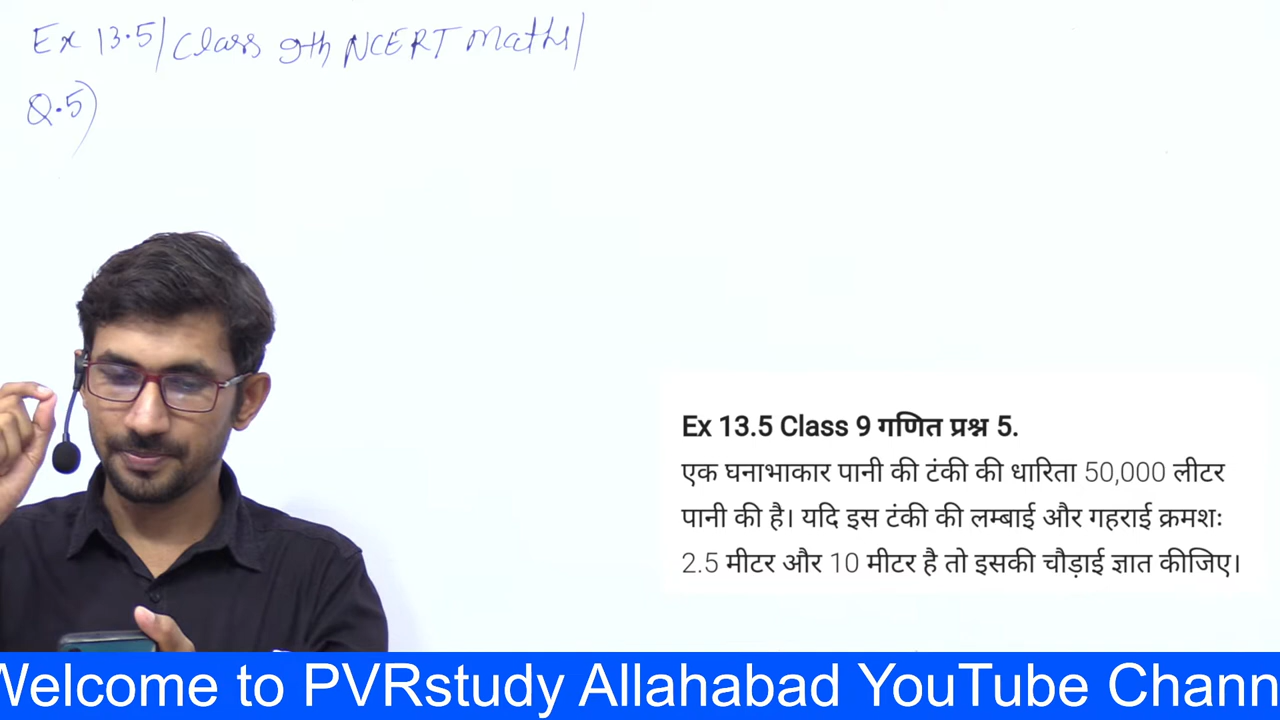 Ex 13.5/ Class 9th NCERT Maths/
Q.5)
Ex 13.5 Class 9 गणित प्रश्न 5.
एक घनाभाकार पानी की टंकी की धारिता 50,000 लीटर
पानी की है। यदि इस टंकी की लम्बाई और गहराई क्रमशः
2.5 मीटर और 10 मीटर है तो इसकी चौड़ाई ज्ञात कीजिए।
Welcome to PVRstudy Allahabad YouTube Chann